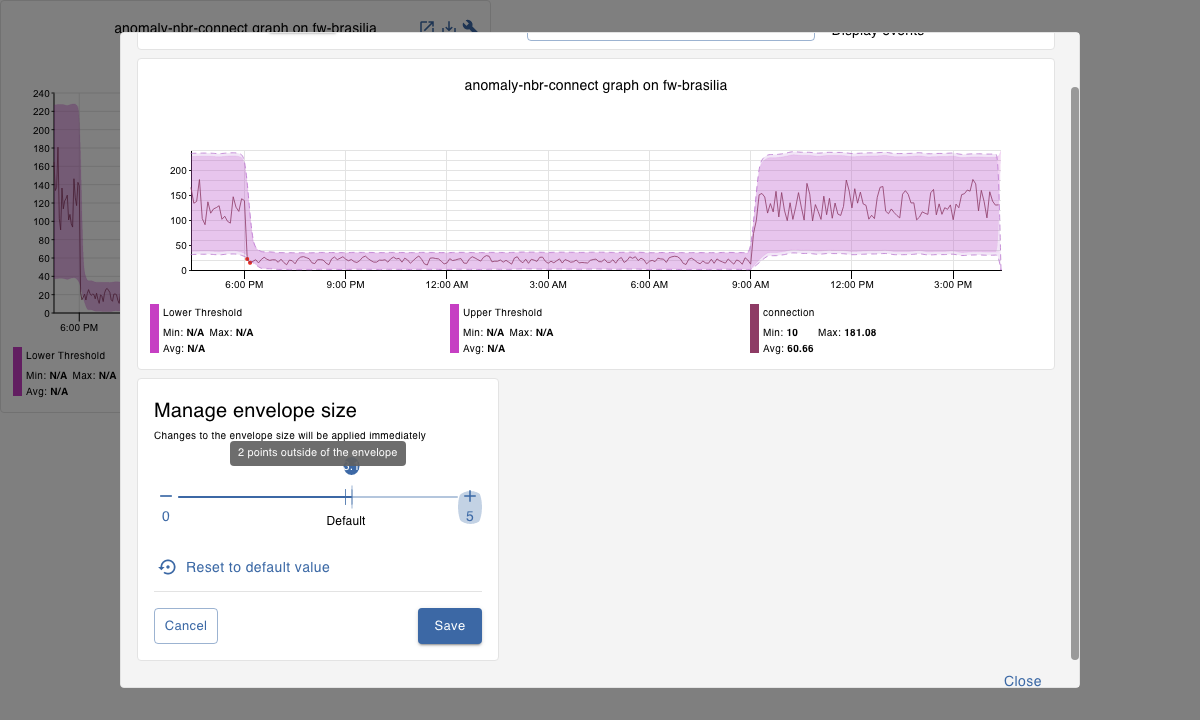 anomaly-nbr-connect graph on fw-brasilia
Display events
anomaly-nbr-connect graph on fw-brasilia
240
220
200
180
160
140
120
100
80
60
40
20
0
6:00 PM
Lower Threshold
Min: N/A Max: N/A
Avg: N/A
200
150
100
50
0
6:00 PM 9:00 PM 12:00 AM 3:00 AM 6:00 AM 9:00 AM 12:00 PM 3:00 PM
Lower Threshold
Min: N/A Max: N/A
Avg: N/A
Upper Threshold
Min: N/A Max: N/A
Avg: N/A
connection
Min: 10 Max: 181.08
Avg: 60.66
Manage envelope size
Changes to the envelope size will be applied immediately
2 points outside of the envelope
0
5
Default
Reset to default value
Cancel
Save
Close